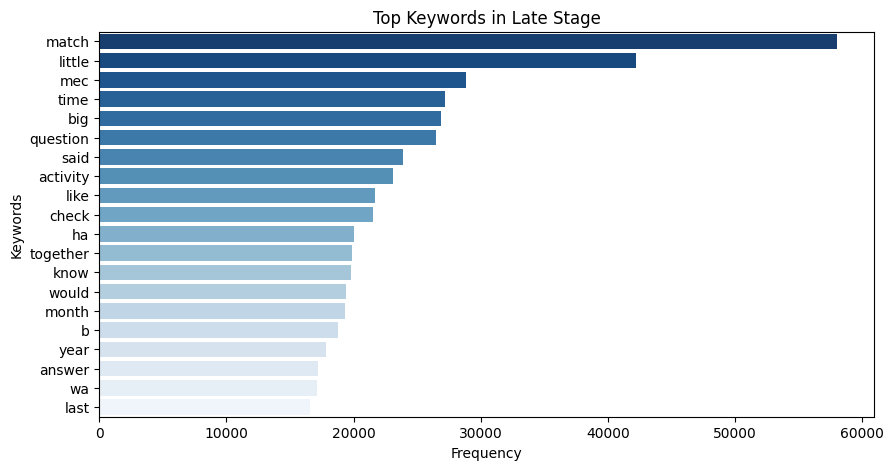 Top Keywords in Late Stage
match
little
mec
time
big
question
said
activity
like
check
ha
together
know
would
month
b
year
answer
wa
last
Keywords
0 10000 20000 30000 40000 50000 60000
Frequency